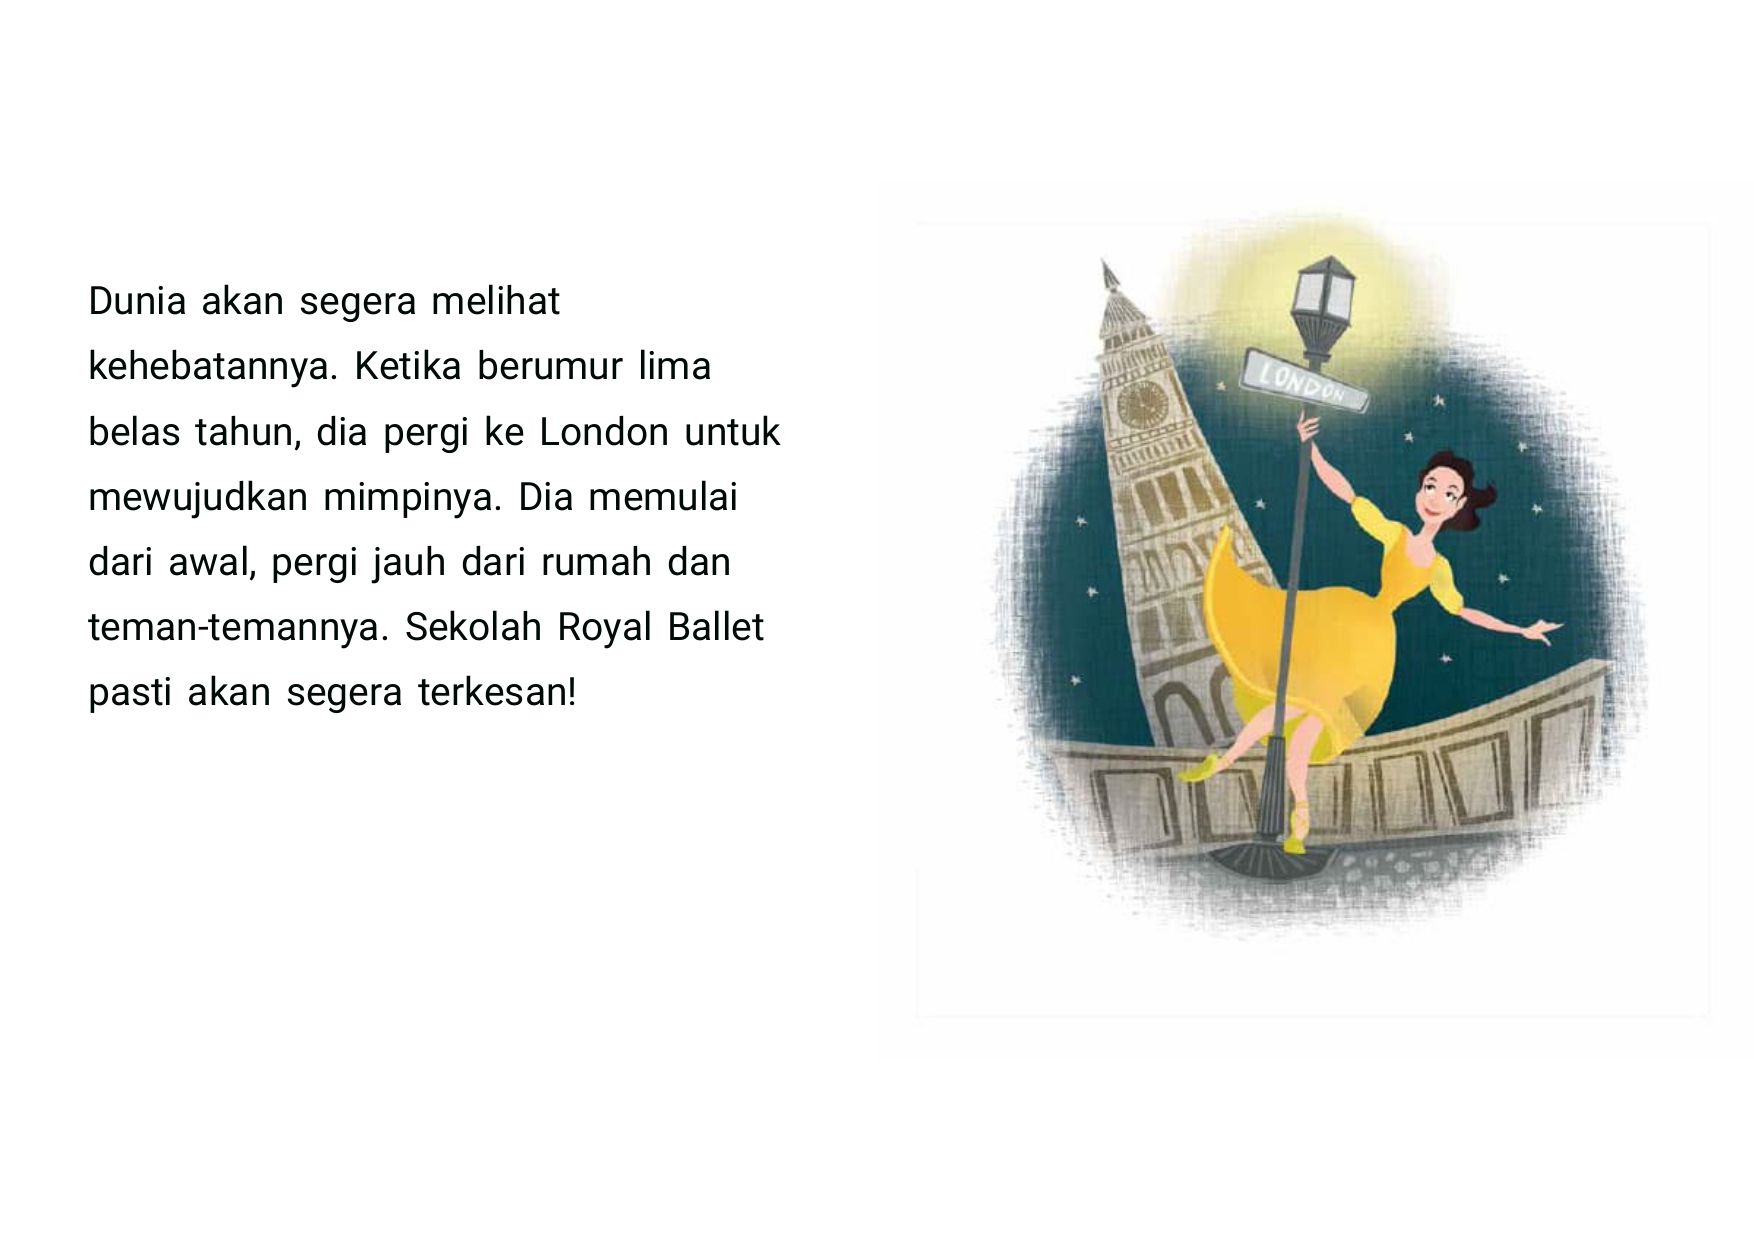 Dunia akan segera melihat
kehebatannya. Ketika berumur lima
belas tahun, dia pergi ke London untuk
mewujudkan mimpinya. Dia memulai
dari awal, pergi jauh dari rumah dan
teman-temannya. Sekolah Royal Ballet
pasti akan segera terkesan!
LONDON